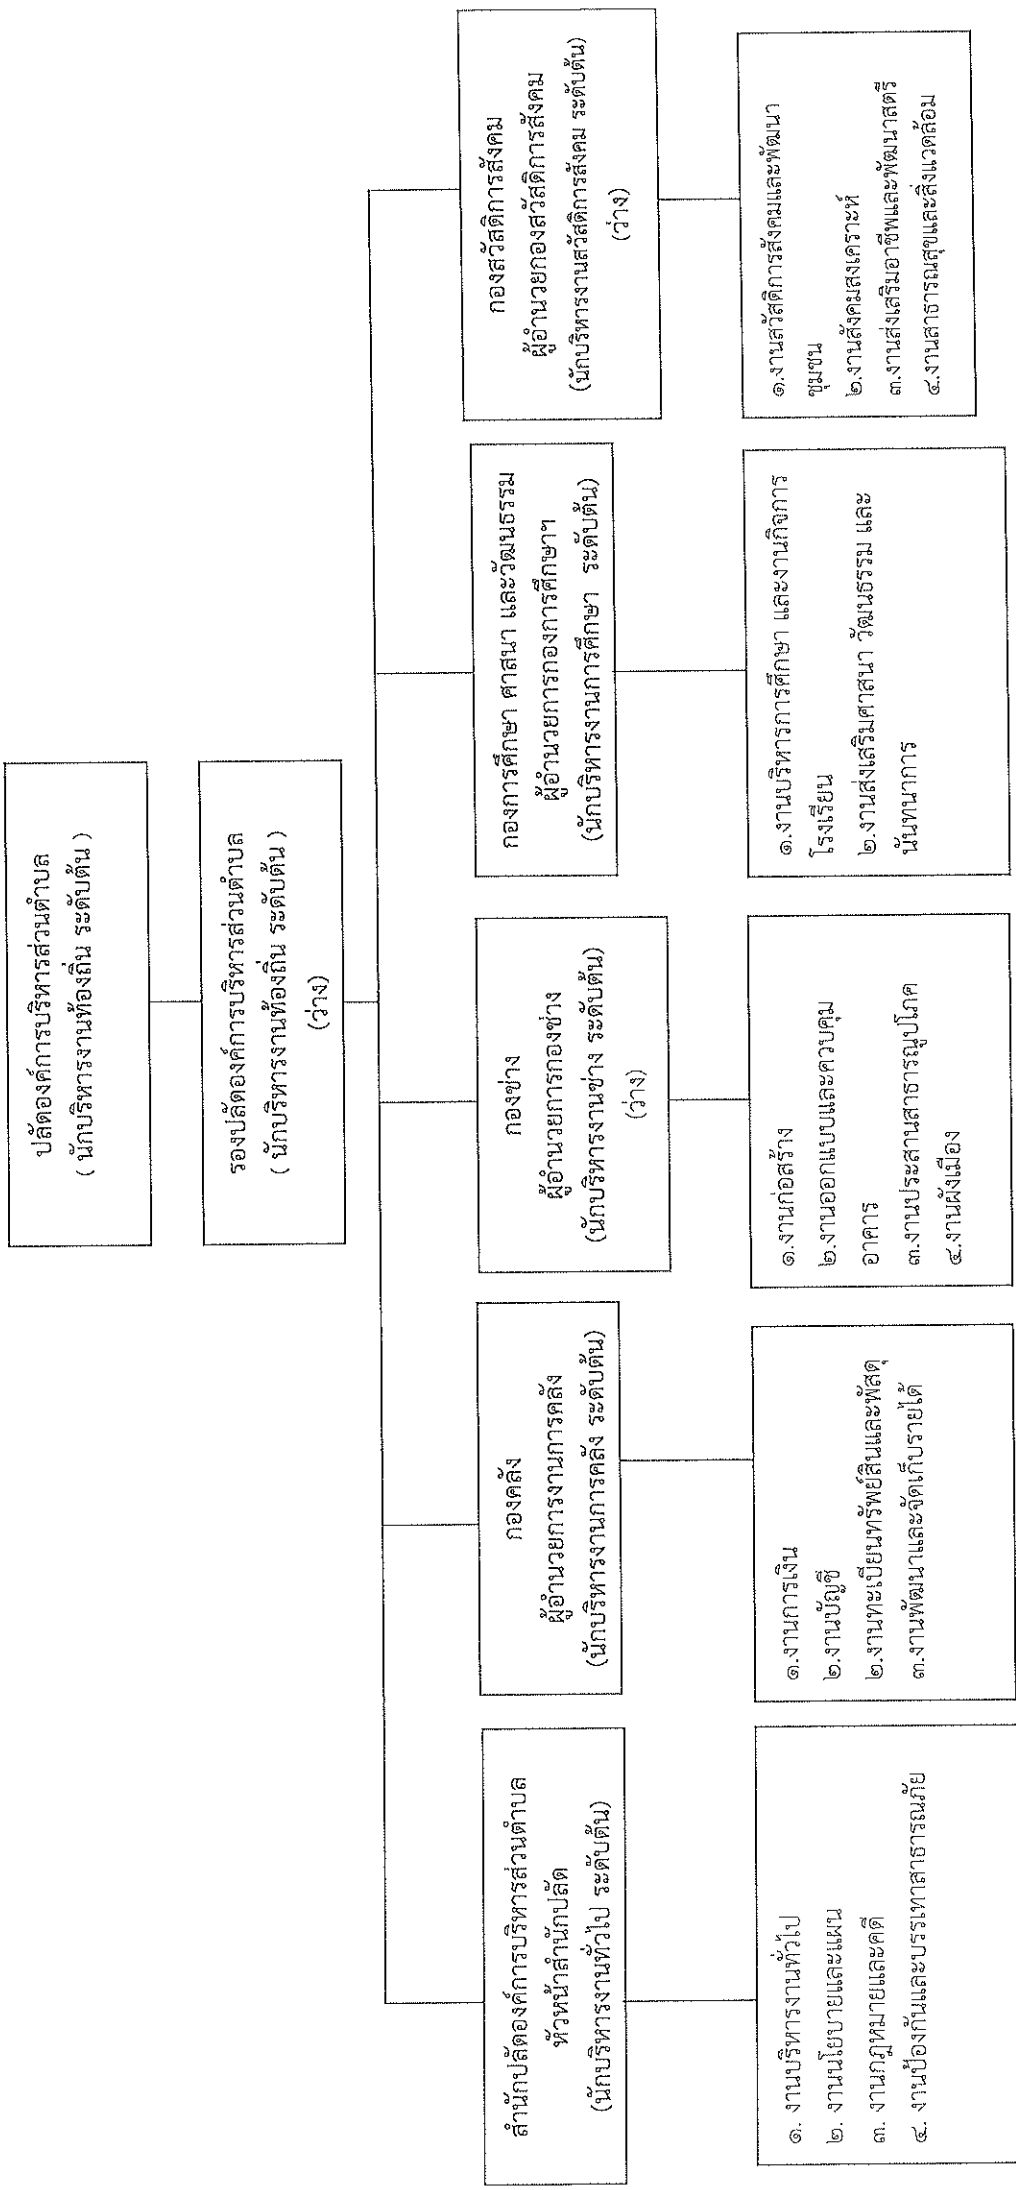 ปลัดองค์การบริหารส่วนตำบล
( นักบริหารงานท้องถิ่น ระดับต้น )
รองปลัดองค์การบริหารส่วนตำบล
( นักบริหารงานท้องถิ่น ระดับต้น )
(ว่าง)
สำนักปลัดองค์การบริหารส่วนตำบล
หัวหน้าสำนักปลัด
(นักบริหารงานทั่วไป ระดับต้น)
กองคลัง
ผู้อำนวยการงานการคลัง
(นักบริหารงานการคลัง ระดับต้น)
กองช่าง
ผู้อำนวยการกองช่าง
(นักบริหารงานช่าง ระดับต้น)
(ว่าง)
กองการศึกษา ศาสนา และวัฒนธรรม
ผู้อำนวยการกองการศึกษาฯ
(นักบริหารงานการศึกษา ระดับต้น)
กองสวัสดิการสังคม
ผู้อำนวยกองสวัสดิการสังคม
(นักบริหารงานสวัสดิการสังคม ระดับต้น)
(ว่าง)
๑. งานบริหารงานทั่วไป
๒. งานนโยบายและแผน
๓. งานกฎหมายและคดี
๔. งานป้องกันและบรรเทาสาธารณภัย
๑.งานการเงิน
๒.งานบัญชี
๒.งานทะเบียนทรัพย์สินและพัสดุ
๓.งานพัฒนาและจัดเก็บรายได้
๑.งานก่อสร้าง
๒.งานออกแบบและควบคุม
อาคาร
๓.งานประสานสาธารณูปโภค
๔.งานผังเมือง
๑.งานบริหารการศึกษา และงานกิจการ
โรงเรียน
๒.งานส่งเสริมศาสนา วัฒนธรรม และ
นันทนาการ
๑.งานสวัสดิการสังคมและพัฒนา
ชุมชน
๒.งานสังคมสงเคราะห์
๓.งานส่งเสริมอาชีพและพัฒนาสตรี
๔.งานสาธารณสุขและสิ่งแวดล้อม